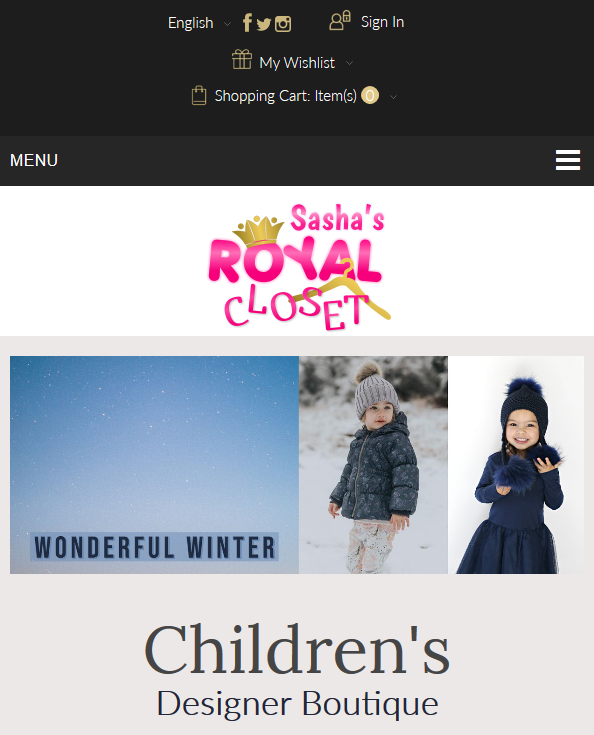 English
Sign In
My Wishlist
Shopping Cart: Item(s) 0
MENU
Sasha's
ROYAL
CLOSET
WONDERFUL WINTER
Children's
Designer Boutique